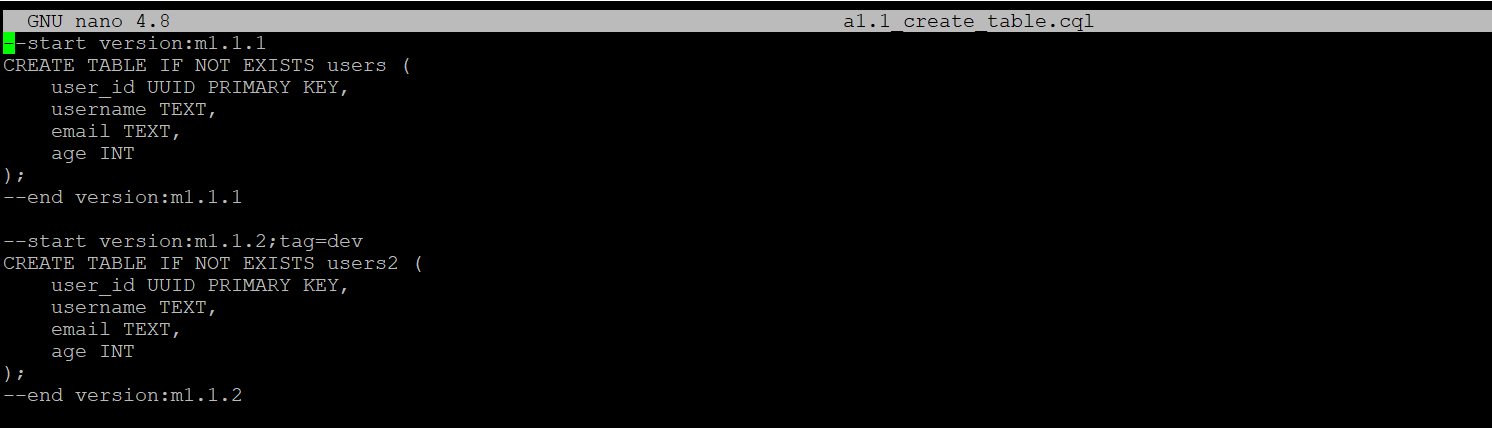 GNU nano 4.8 a1.1_create_table.cql
--start version:m1.1.1
CREATE TABLE IF NOT EXISTS users (
    user_id UUID PRIMARY KEY,
    username TEXT,
    email TEXT,
    age INT
);
--end version:m1.1.1

--start version:m1.1.2;tag=dev
CREATE TABLE IF NOT EXISTS users2 (
    user_id UUID PRIMARY KEY,
    username TEXT,
    email TEXT,
    age INT
);
--end version:m1.1.2